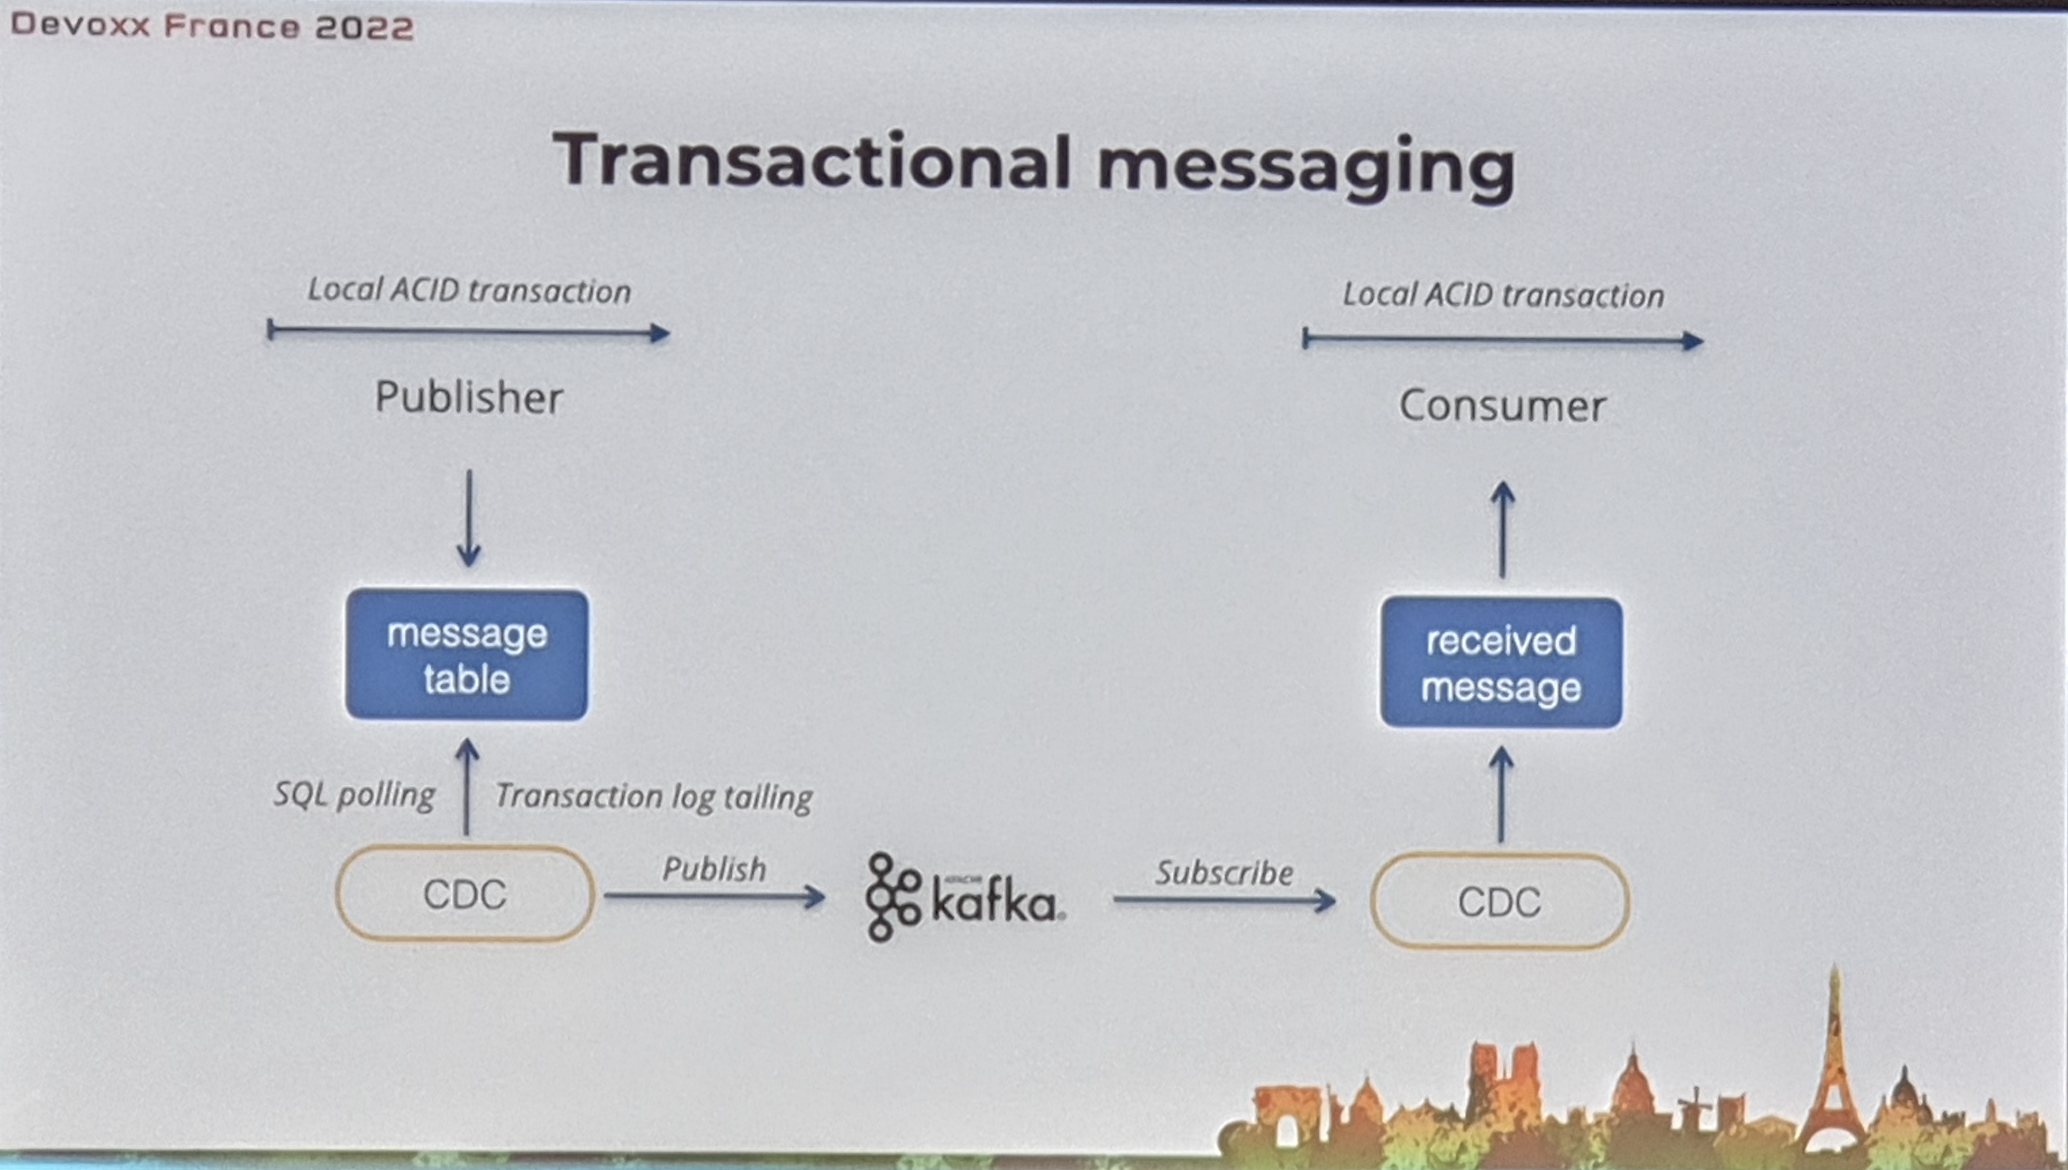 Devoxx France 2022
Transactional messaging
Local ACID transaction
Local ACID transaction
Publisher
Consumer
message
table
received
message
SQL polling
Transaction log tailing
CDC
Publish
kafka
Subscribe
CDC